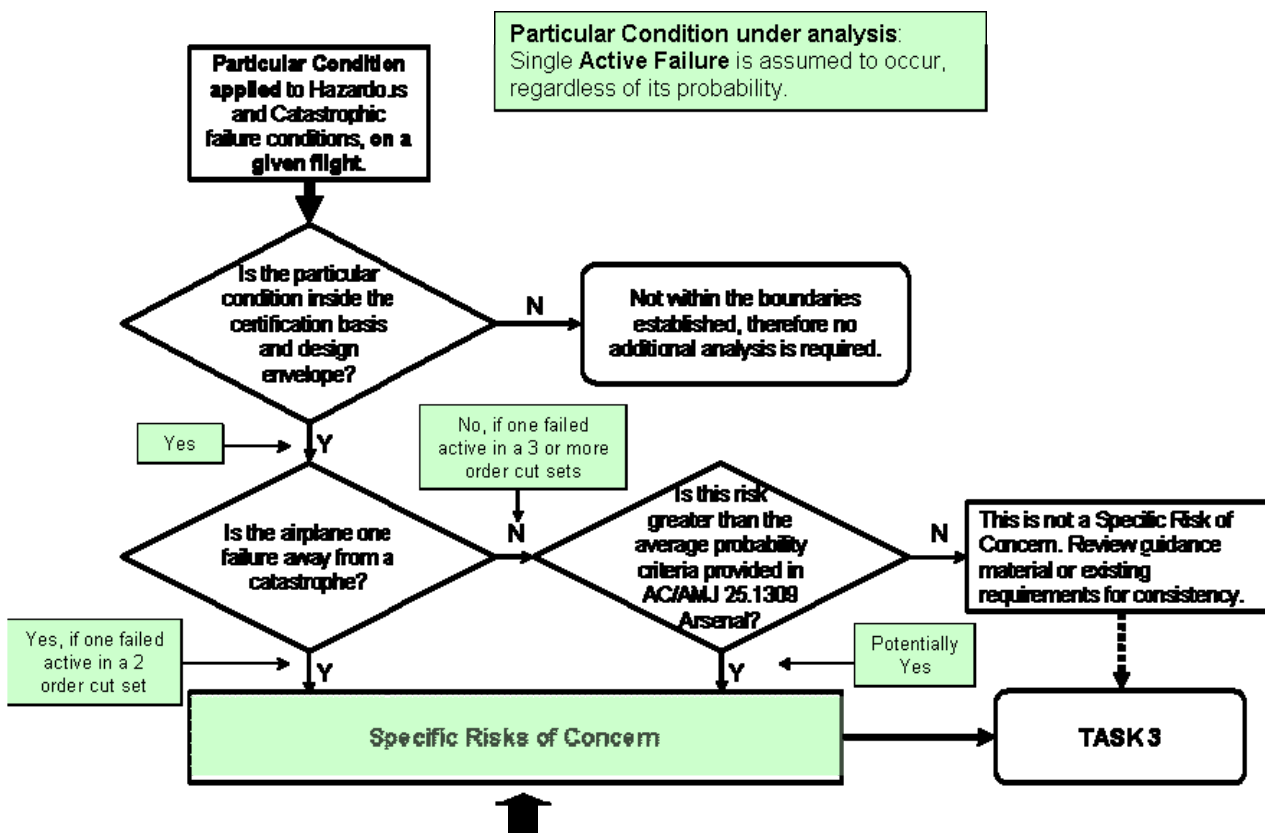 Particular Condition under analysis:
Single Active Failure is assumed to occur,
regardless of its probability.
Particular Condition
applied to Hazardous
and Catastrophic
failure conditions, on a
given flight.
Is the particular
condition inside the
certification basis
and design
envelope?
N
Not within the boundaries
established, therefore no
additional analysis is required.
Yes
Y
No, if one failed
active in a 3 or more
order cut sets
Is the airplane one
failure away from a
catastrophe?
N
Is this risk
greater than the
average probability
criteria provided in
AC/AMJ 25.1309
Arsenal?
N
This is not a Specific Risk of
Concern. Review guidance
material or existing
requirements for consistency.
Yes, if one failed
active in a 2
order cut set
Y
Y
Potentially
Yes
Specific Risks of Concern
TASK 3